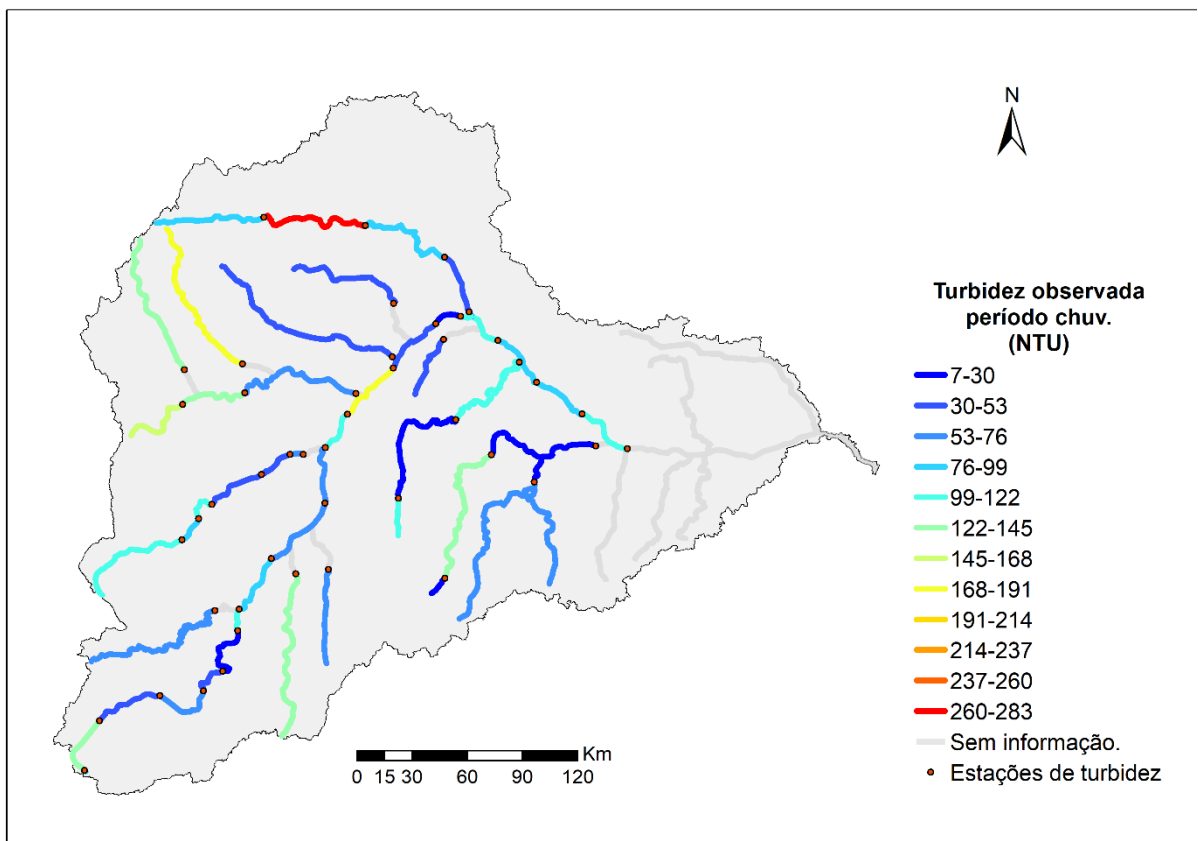 N
Turbidez observada
período chuv.
(NTU)
7-30
30-53
53-76
76-99
99-122
122-145
145-168
168-191
191-214
214-237
237-260
260-283
Sem informação.
Estações de turbidez
Km
0 15 30 60 90 120